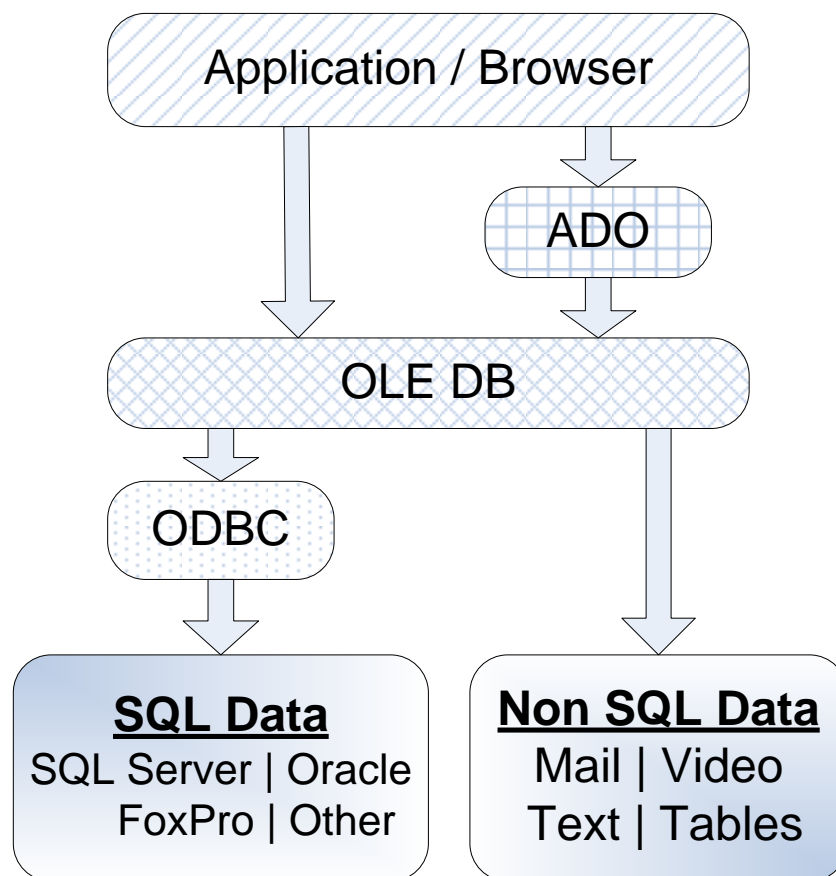 Application / Browser
ADO
OLE DB
ODBC
SQL Data
SQL Server | Oracle
FoxPro | Other
Non SQL Data
Mail | Video
Text | Tables